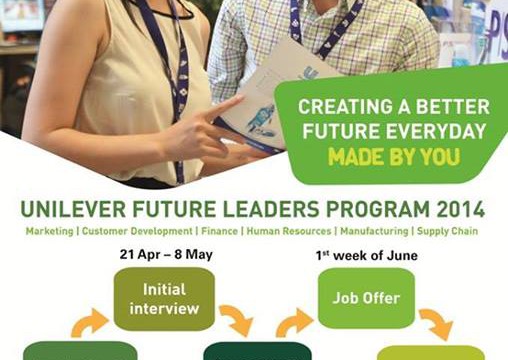 CREATING A BETTER
FUTURE EVERYDAY
MADE BY YOU
UNILEVER FUTURE LEADERS PROGRAM 2014
Marketing | Customer Development | Finance | Human Resources | Manufacturing | Supply Chain
21 Apr – 8 May
1st week of June
Initial
interview
Job Offer